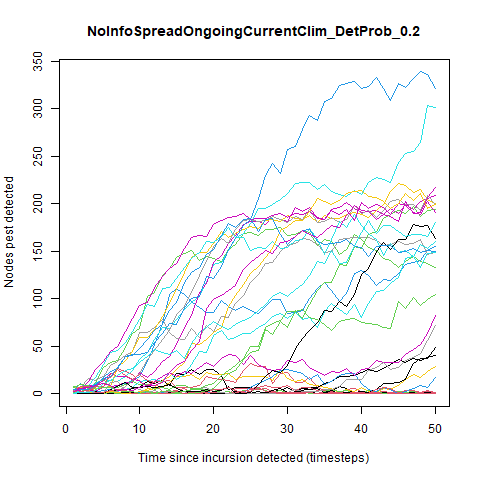 NoInfoSpreadOngoingCurrentClim_DetProb_0.2
Nodes pest detected
350
300
250
200
150
100
50
0
0 10 20 30 40 50
Time since incursion detected (timesteps)